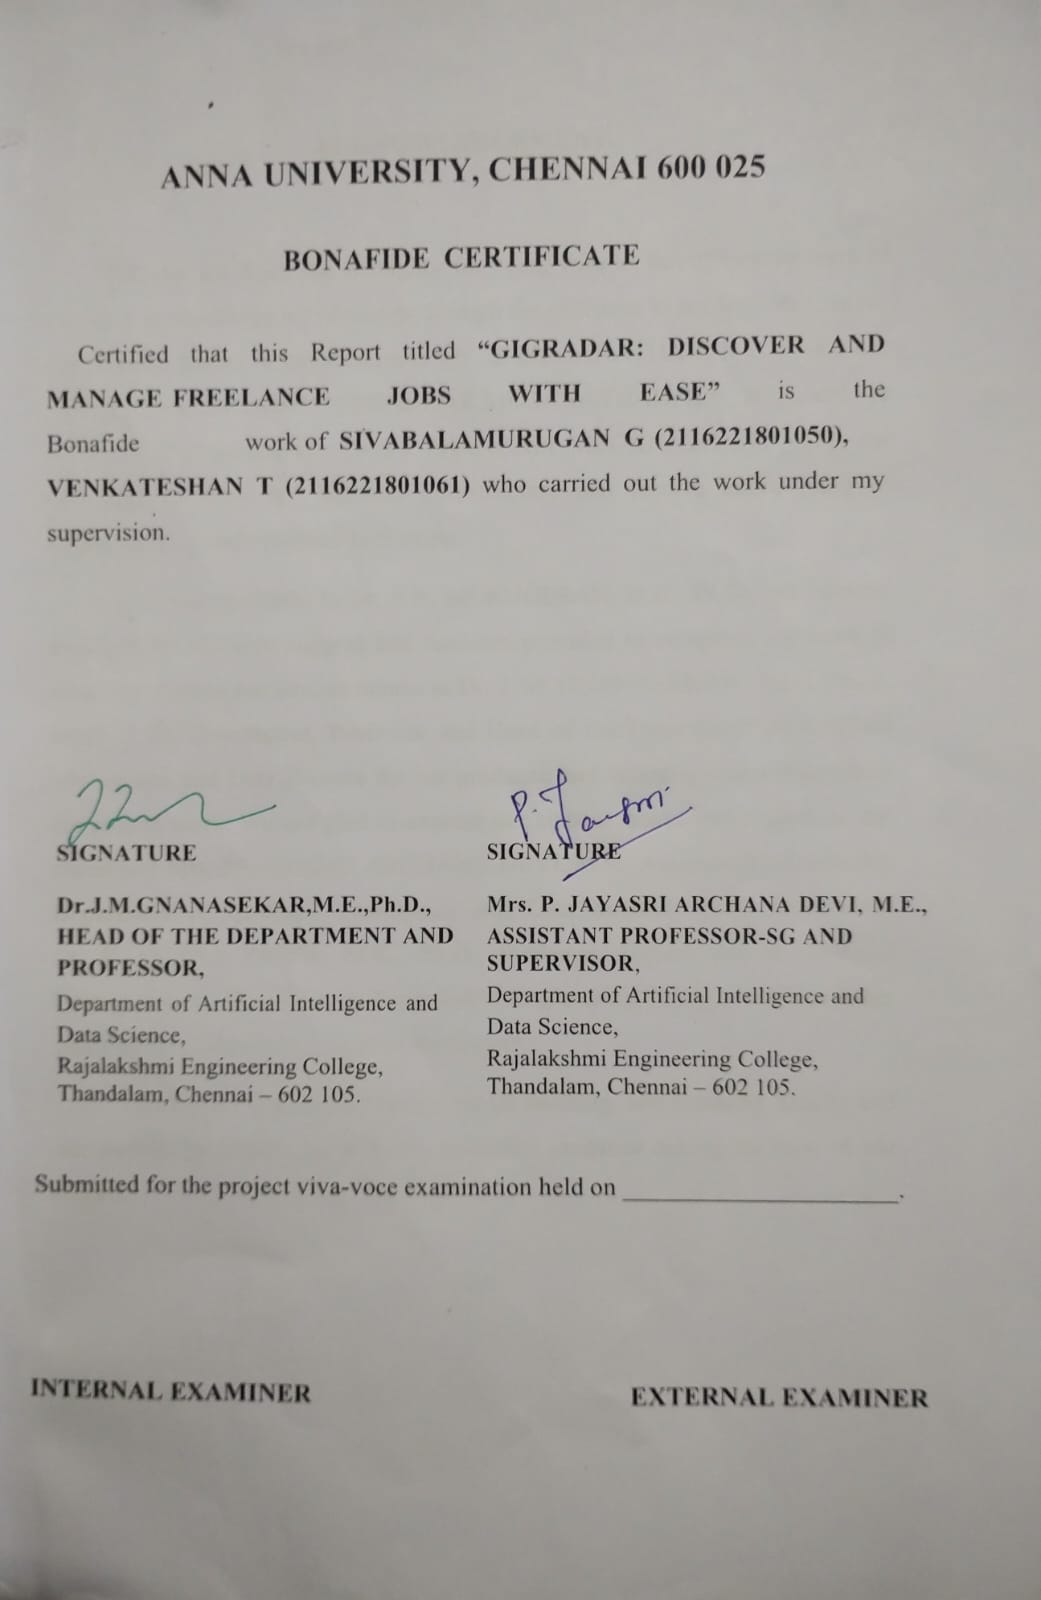 ANNA UNIVERSITY, CHENNAI 600 025
BONAFIDE CERTIFICATE
Certified that this Report titled “GIGRADAR: DISCOVER AND
MANAGE FREELANCE JOBS WITH EASE” is the
Bonafide work of SIVABALAMURUGAN G (2116221801050),
VENKATESHAN T (2116221801061) who carried out the work under my
supervision.
P. Jayasri
SIGNATURE
Dr.J.M.GNANASEKAR,M.E.,Ph.D.,
HEAD OF THE DEPARTMENT AND
PROFESSOR,
Department of Artificial Intelligence and
Data Science,
Rajalakshmi Engineering College,
Thandalam, Chennai – 602 105.
SIGNATURE
Mrs. P. JAYASRI ARCHANA DEVI, M.E.,
ASSISTANT PROFESSOR-SG AND
SUPERVISOR,
Department of Artificial Intelligence and
Data Science,
Rajalakshmi Engineering College,
Thandalam, Chennai – 602 105.
Submitted for the project viva-voce examination held on ______________________.
INTERNAL EXAMINER
EXTERNAL EXAMINER